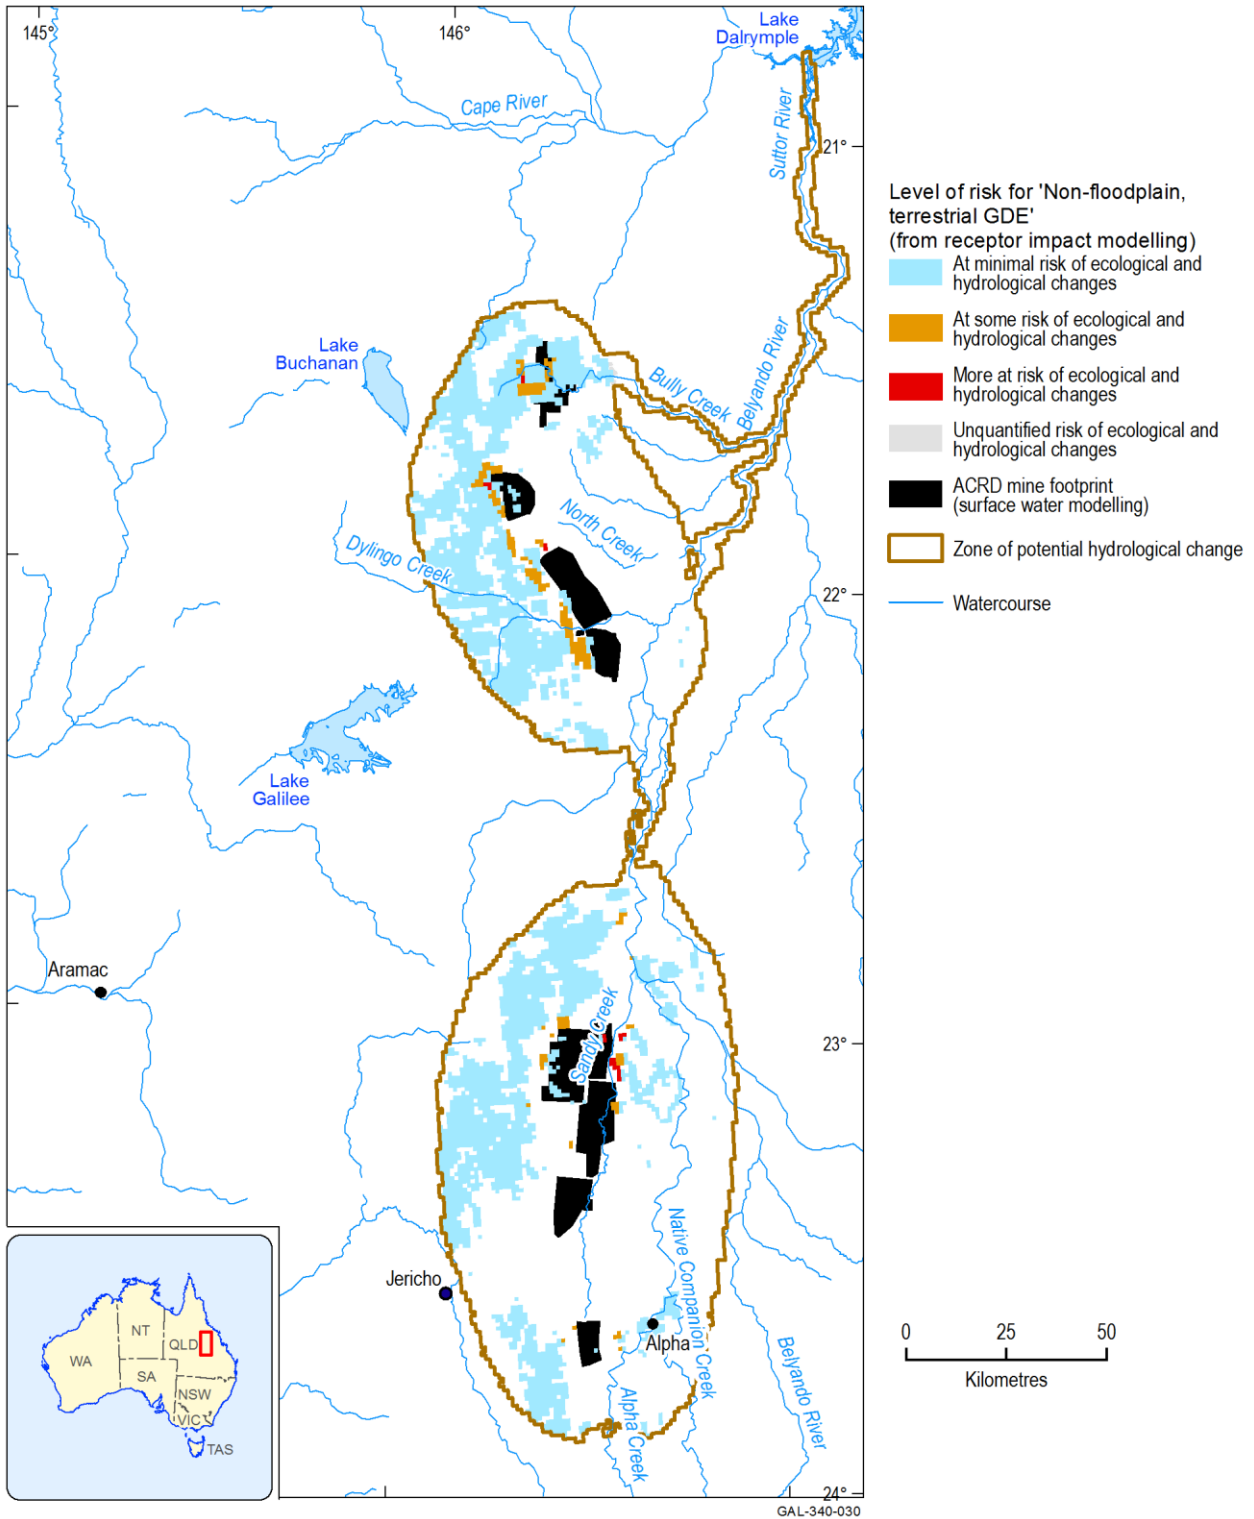 145°
146°
Lake
Dalrymple
Cape River
Suttor River
21°
Lake
Buchanan
Bully Creek
Belyando River
North Creek
Dylingo Creek
22°
Lake
Galilee
Aramac
Sandy Creek
23°
Jericho
Native Companion Creek
Alpha
Alpha Creek
Belyando River
24°
GAL-340-030
Level of risk for 'Non-floodplain,
terrestrial GDE'
(from receptor impact modelling)
At minimal risk of ecological and
hydrological changes
At some risk of ecological and
hydrological changes
More at risk of ecological and
hydrological changes
Unquantified risk of ecological and
hydrological changes
ACRD mine footprint
(surface water modelling)
Zone of potential hydrological change
Watercourse
0 25 50
Kilometres
NT
QLD
WA
SA
NSW
VIC
TAS